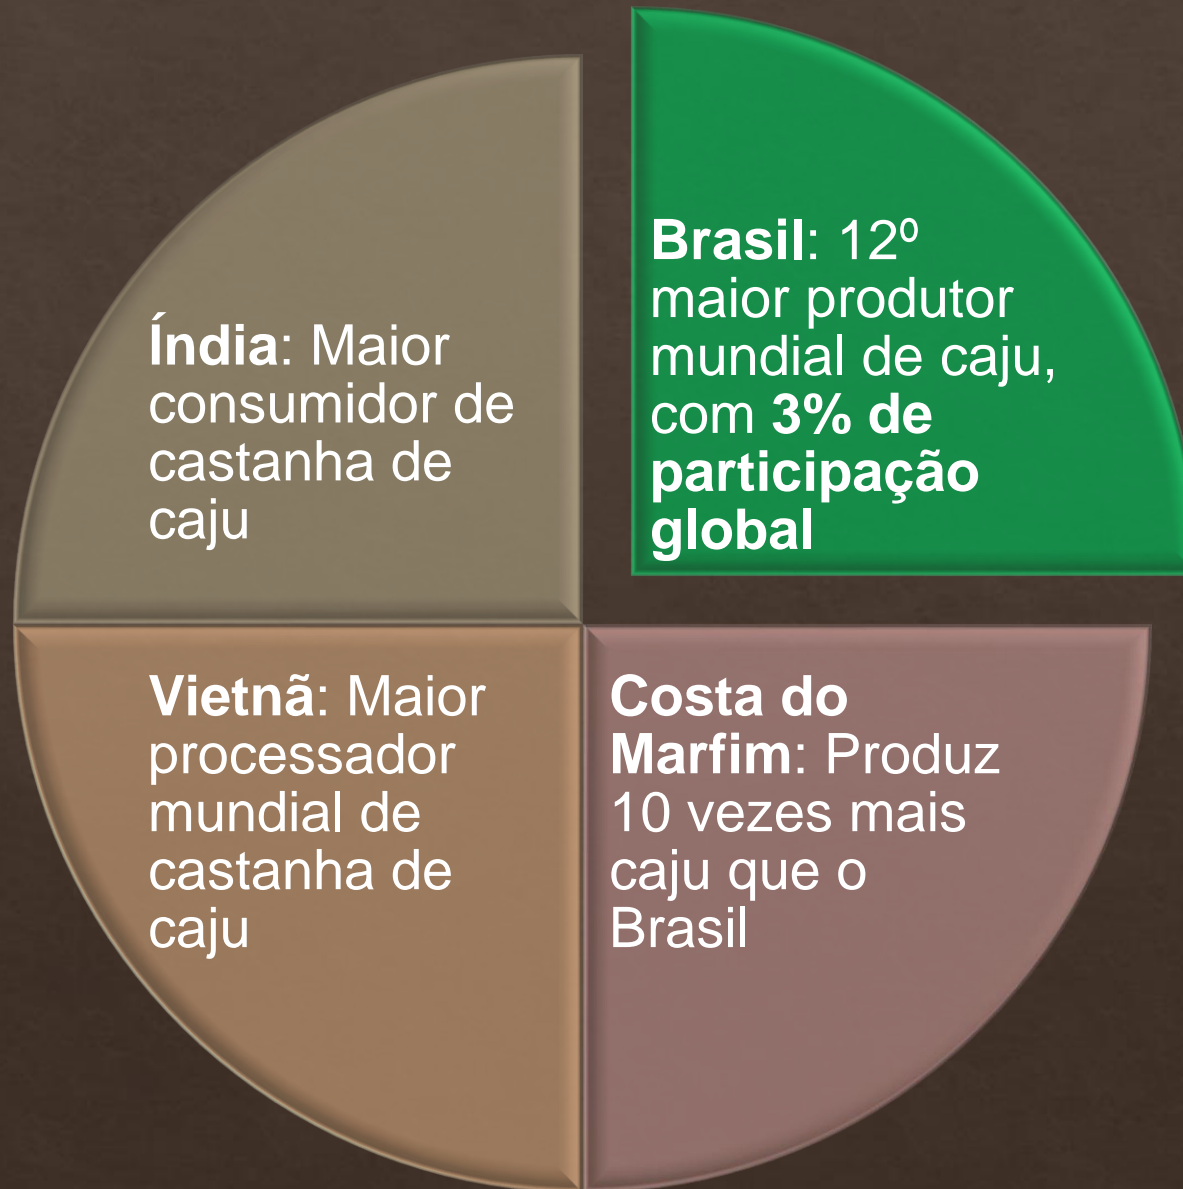 Índia: Maior
consumidor de
castanha de
caju
Brasil: 12º
maior produtor
mundial de caju,
com 3% de
participação
global
Vietnã: Maior
processador
mundial de
castanha de
caju
Costa do
Marfim: Produz
10 vezes mais
caju que o
Brasil